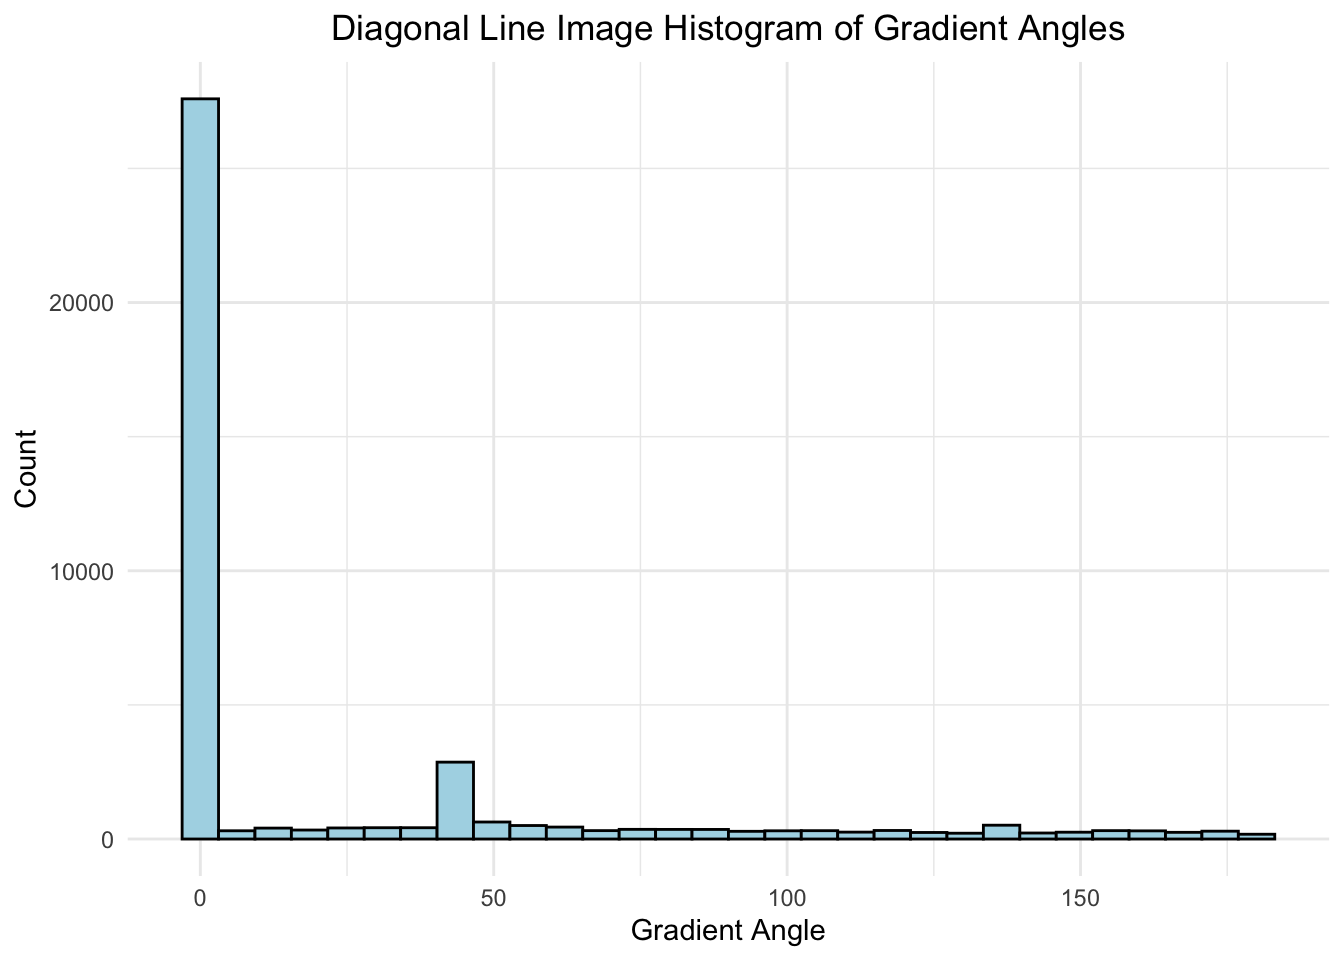 Diagonal Line Image Histogram of Gradient Angles
Count
20000
10000
0
0 50 100 150
Gradient Angle